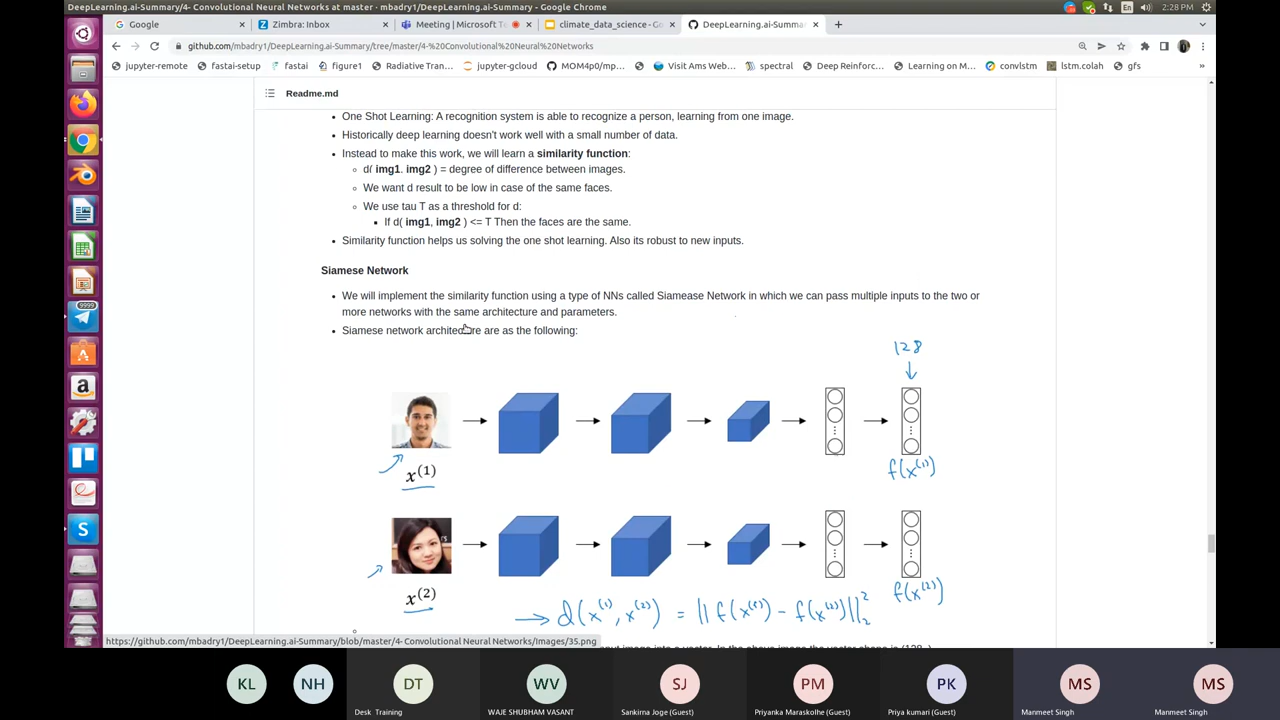 4- Convolutional Neural Networks at master · mbadry1/DeepLearning.ai-Summary - Google Chrome
En
2:28 PM
Google
Zimbra: Inbox
Meeting | Microsoft T
climate_data_science - Go
DeepLearning.ai-Summar
github.com/mbadry1/DeepLearning.ai-Summary/tree/master/4-%20Convolutional%20Neural%20Networks
jupyter-remote
fastai-setup
fastai
figure1
Radiative Tran...
jupyter-gcloud
MOM4p0/mp...
Visit Ams Web...
spectral
Deep Reinforc...
Learning on M...
convlstm
lstm.colah
gfs
»
Readme.md
One Shot Learning: A recognition system is able to recognize a person, learning from one image.
Historically deep learning doesn't work well with a small number of data.
Instead to make this work, we will learn a similarity function:
d( img1, img2 ) = degree of difference between images.
We want d result to be low in case of the same faces.
We use tau T as a threshold for d:
If d( img1, img2 ) <= T Then the faces are the same.
Similarity function helps us solving the one shot learning. Also its robust to new inputs.
Siamese Network
We will implement the similarity function using a type of NNs called Siamease Network in which we can pass multiple inputs to the two or
more networks with the same architecture and parameters.
Siamese network architecture are as the following:
128
x(1)
f(x(1))
x(2)
f(x(2))
d(x(1), x(2)) = ||f(x(1)) - f(x(2))||₂²
https://github.com/mbadry1/DeepLearning.ai-Summary/blob/master/4- Convolutional Neural Networks/Images/35.png
KL
NH
DT
WV
SJ
PM
PK
MS
MS
Desk Training
WAJE SHUBHAM VASANT
Sankirna Joge (Guest)
Priyanka Maraskolhe (Guest)
Priya kumari (Guest)
Manmeet Singh
Manmeet Singh